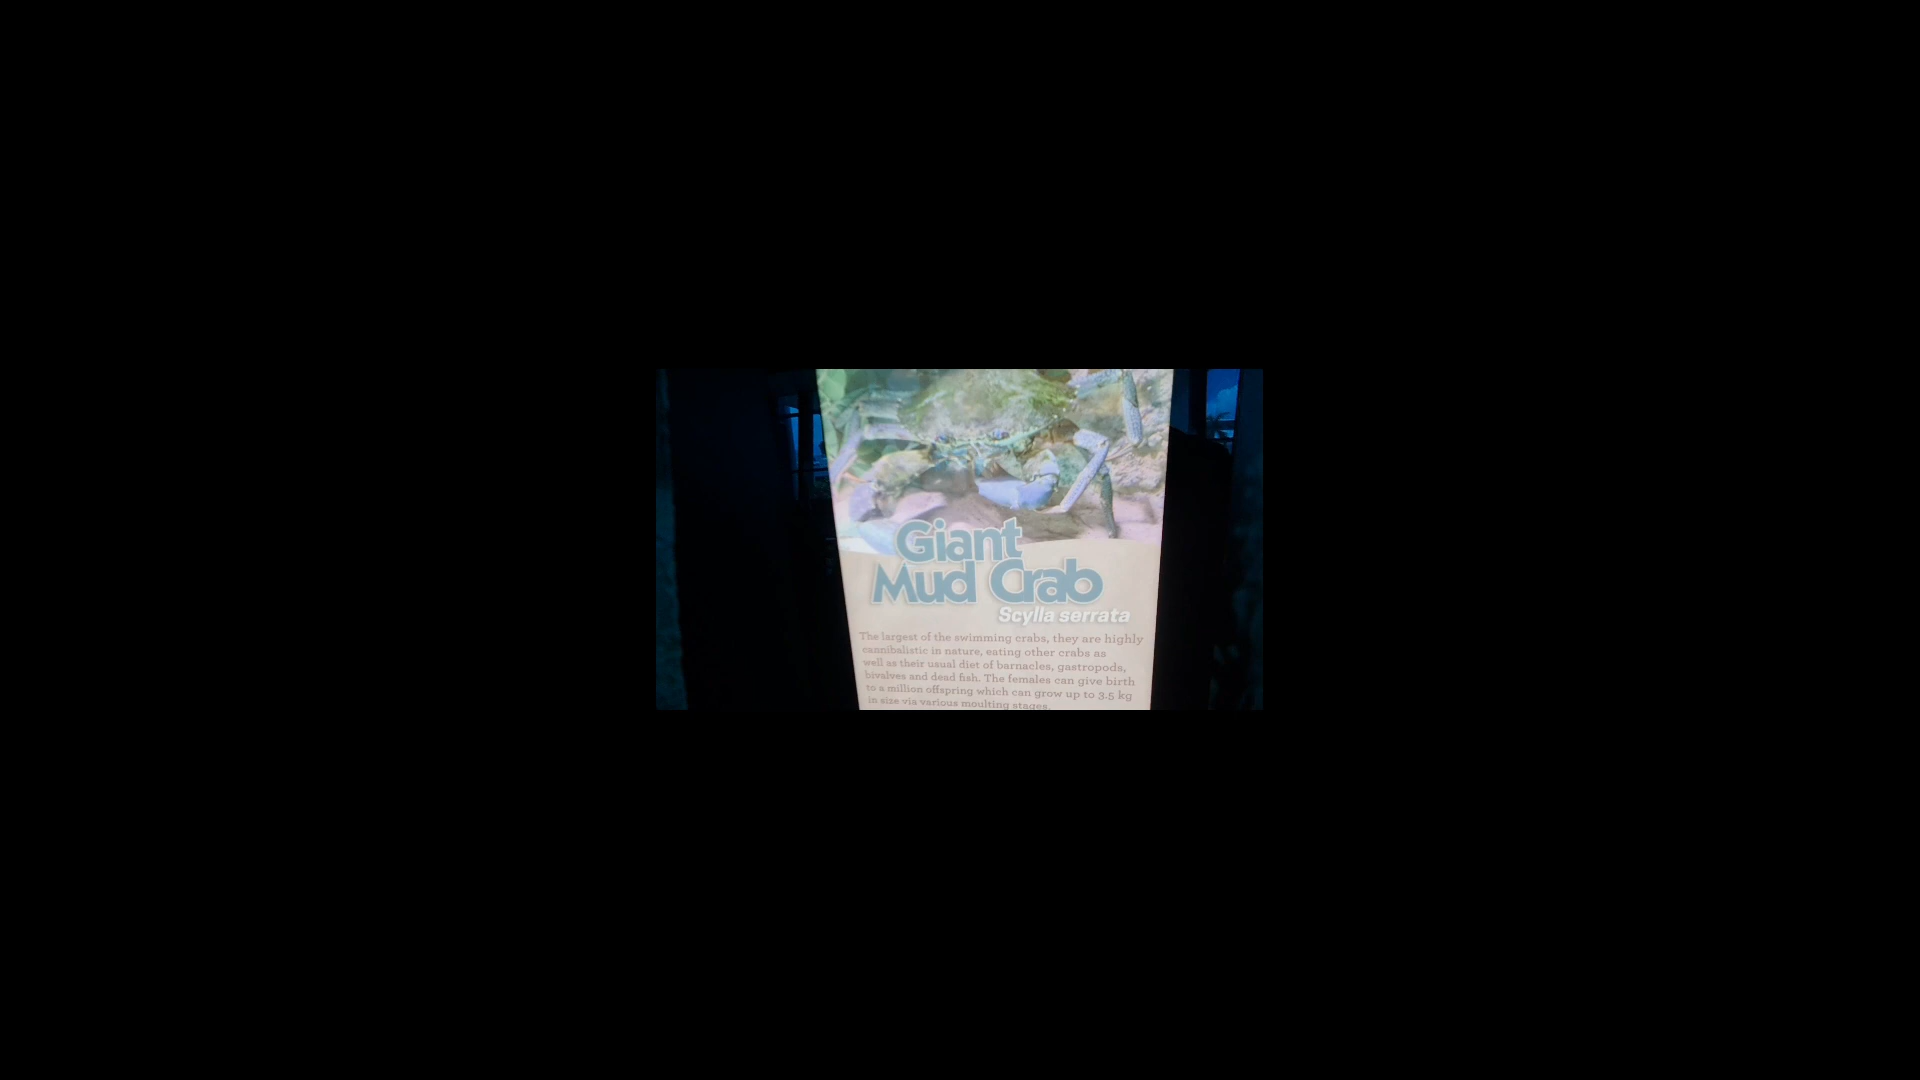 Giant
Mud Crab
Scylla serrata
The largest of the swimming crabs, they are highly
cannibalistic in nature, eating other crabs as
well as their usual diet of barnacles, gastropods,
bivalves and dead fish. The females can give birth
to a million offspring which can grow up to 3.5 kg
in size via various moulting stages.